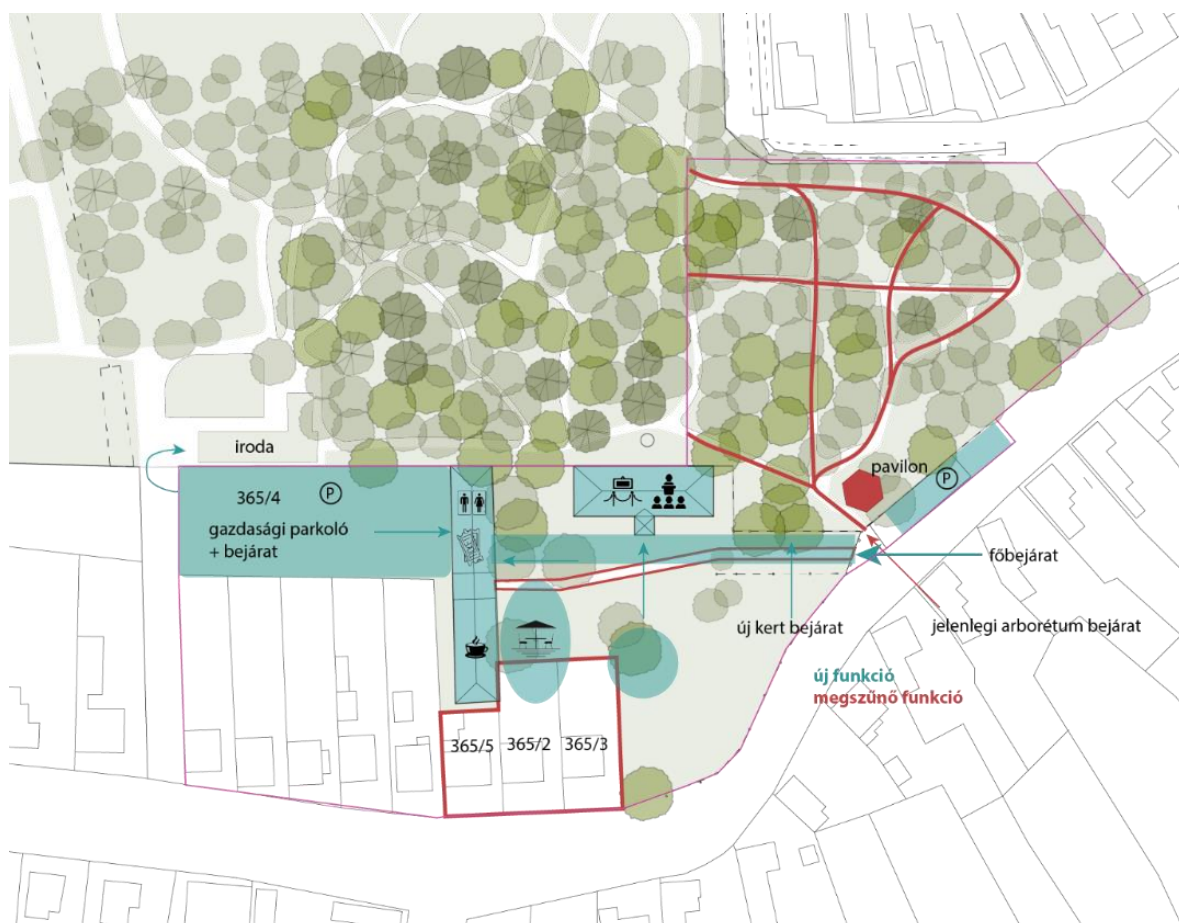 iroda
pavilon
P
365/4
P
gazdasági parkoló
+ bejárat
főbejárat
új kert bejárat
jelenlegi arborétum bejárat
új funkció
megszűnő funkció
365/5
365/2
365/3